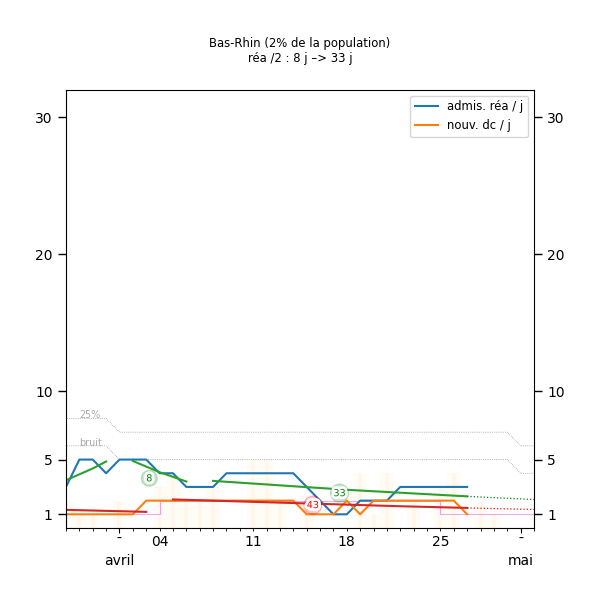 Bas-Rhin (2% de la population)
réa /2 : 8 j –> 33 j
admis. réa / j
nouv. dc / j
30
30
20
20
10
10
25%
bruit
5
5
8
33
43
1
1
-
04
11
18
25
-
avril
mai